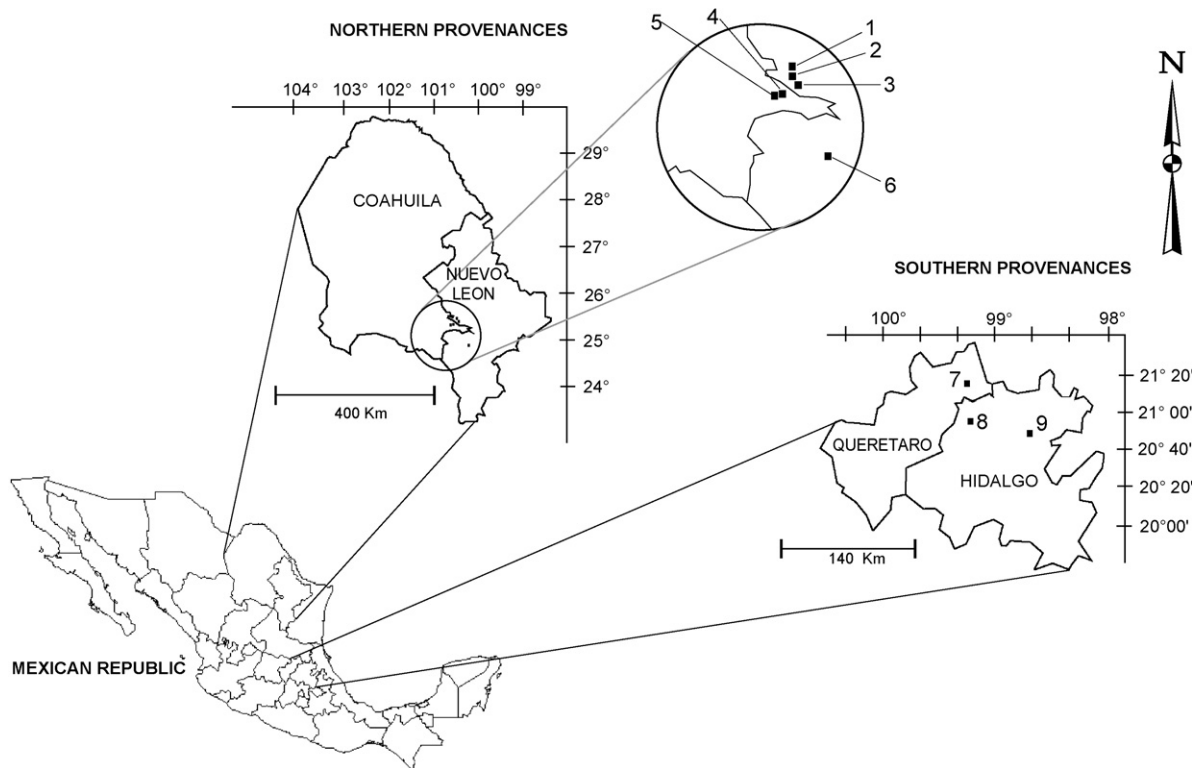 NORTHERN PROVENANCES
104° 103° 102° 101° 100° 99°
29°
28°
27°
26°
25°
24°
COAHUILA
NUEVO
LEON
400 Km
5
4
1
2
3
6
N
SOUTHERN PROVENANCES
100° 99° 98°
21° 20'
21° 00'
20° 40'
20° 20'
20° 00'
7
8
9
QUERETARO
HIDALGO
140 Km
MEXICAN REPUBLIC